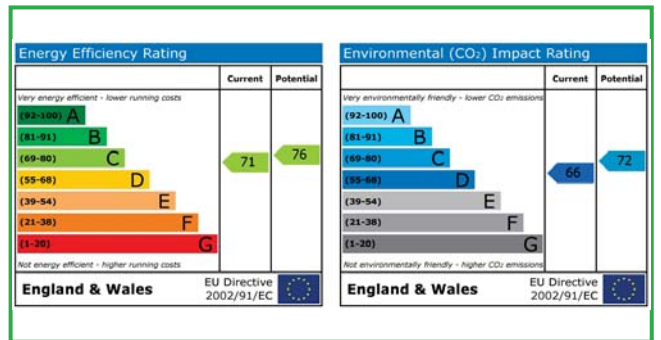 Energy Efficiency Rating
Current Potential
Very energy efficient - lower running costs
(92-100) A
(81-91) B
(69-80) C
71
76
(55-68) D
(39-54) E
(21-38) F
(1-20) G
Not energy efficient - higher running costs
England & Wales
EU Directive
2002/91/EC
Environmental (CO₂) Impact Rating
Current Potential
Very environmentally friendly - lower CO₂ emissions
(92-100) A
(81-91) B
(69-80) C
72
(55-68) D
66
(39-54) E
(21-38) F
(1-20) G
Not environmentally friendly - higher CO₂ emissions
England & Wales
EU Directive
2002/91/EC